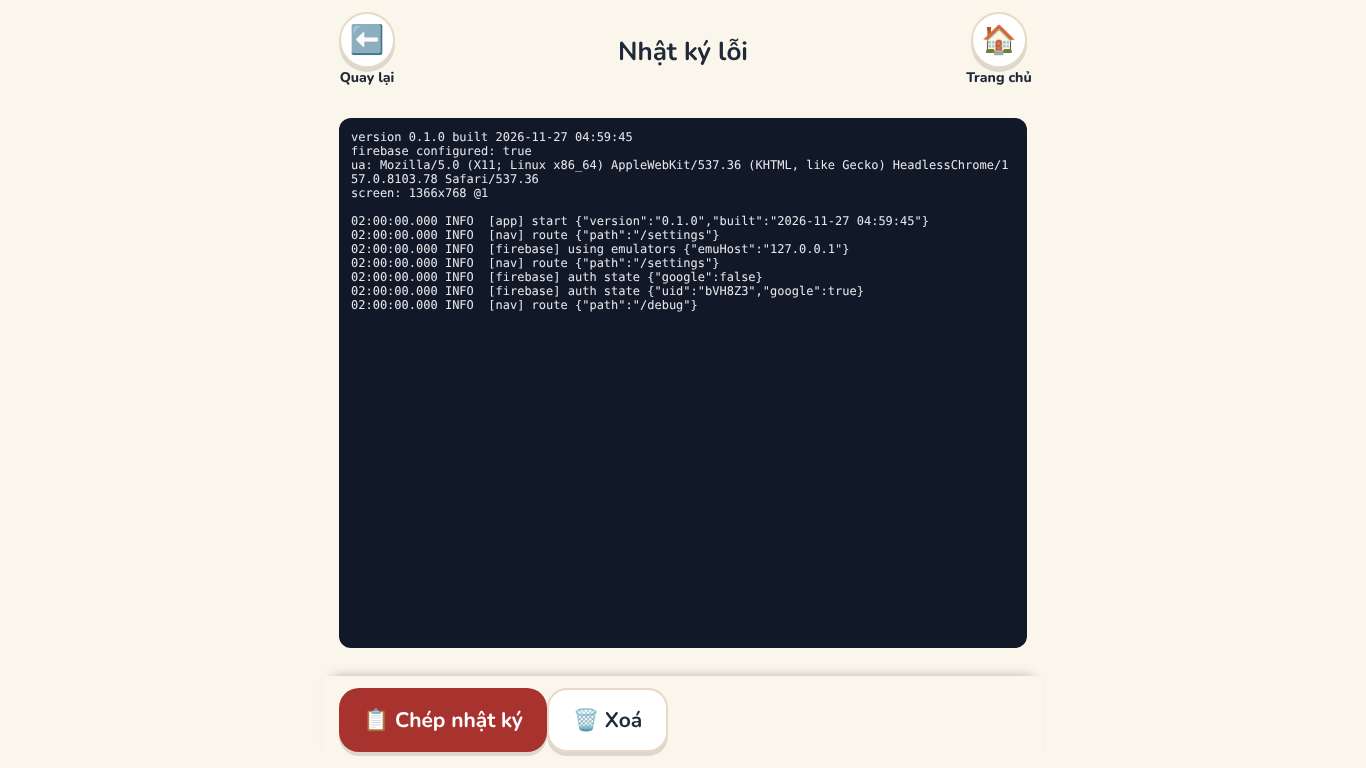 Nhật ký lỗi
Quay lại
Trang chủ
version 0.1.0 built 2026-11-27 04:59:45
firebase configured: true
ua: Mozilla/5.0 (X11; Linux x86_64) AppleWebKit/537.36 (KHTML, like Gecko) HeadlessChrome/1
57.0.8103.78 Safari/537.36
screen: 1366x768 @1
02:00:00.000 INFO  [app] start {"version":"0.1.0","built":"2026-11-27 04:59:45"}
02:00:00.000 INFO  [nav] route {"path":"/settings"}
02:00:00.000 INFO  [firebase] using emulators {"emuHost":"127.0.0.1"}
02:00:00.000 INFO  [nav] route {"path":"/settings"}
02:00:00.000 INFO  [firebase] auth state {"google":false}
02:00:00.000 INFO  [firebase] auth state {"uid":"bVH8Z3","google":true}
02:00:00.000 INFO  [nav] route {"path":"/debug"}
Chép nhật ký
Xoá